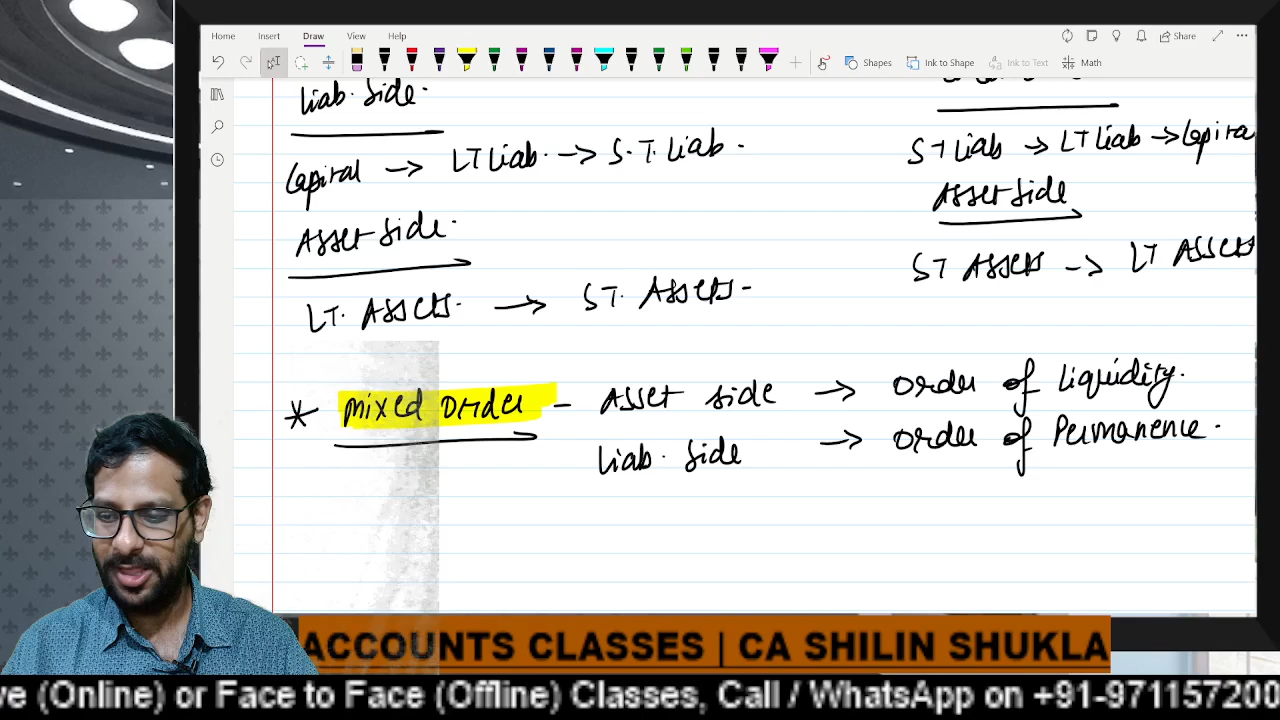 Home Insert Draw View Help
Share
Shapes Ink to Shape Ink to Text Math
Liab. Side.
Capital → LT Liab. → S.T. Liab.
Asset Side.
LT. Assets. → ST. Assets.
ST Liab → LT Liab → Capital
Asset Side
ST Assets → LT Assets
* Mixed Order - Asset side → Order of Liquidity.
Liab. Side → Order of Permanence.
ACCOUNTS CLASSES | CA SHILIN SHUKLA
ve (Online) or Face to Face (Offline) Classes, Call / WhatsApp on +91-971157200